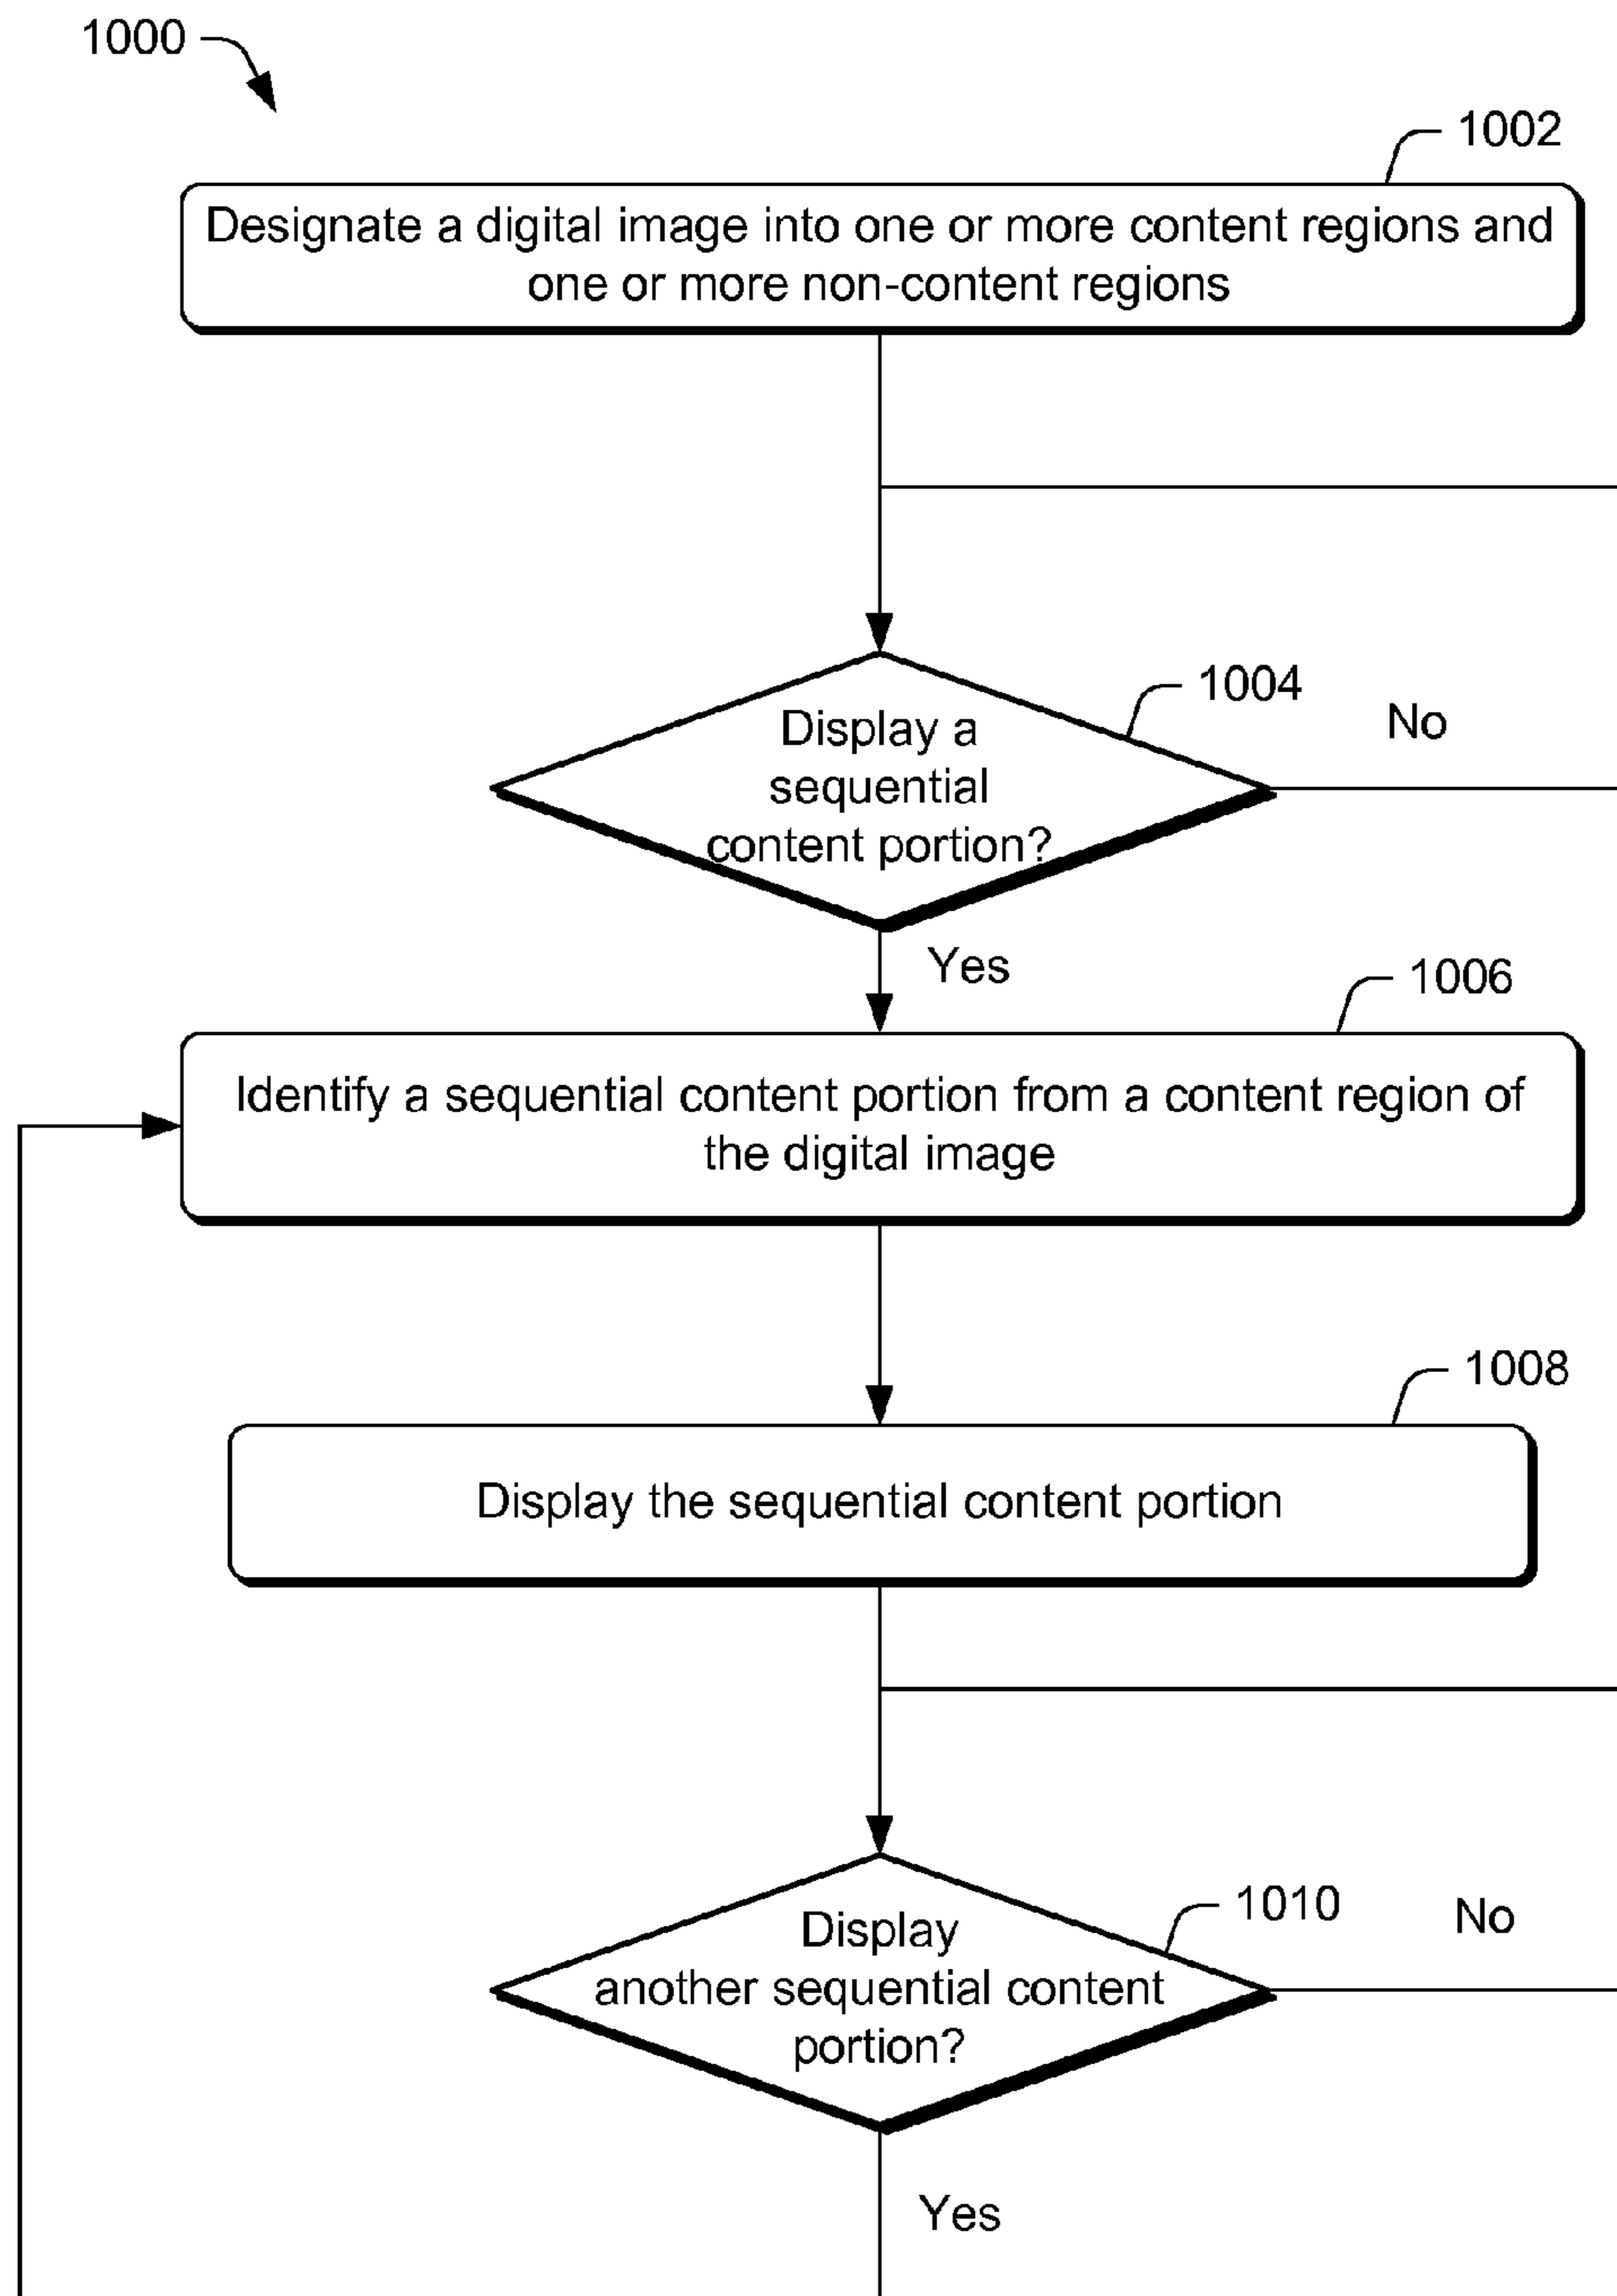 1000
1002
Designate a digital image into one or more content regions and
one or more non-content regions
1004
No
Display a
sequential
content portion?
Yes
1006
Identify a sequential content portion from a content region of
the digital image
1008
Display the sequential content portion
1010
No
Display
another sequential content
portion?
Yes